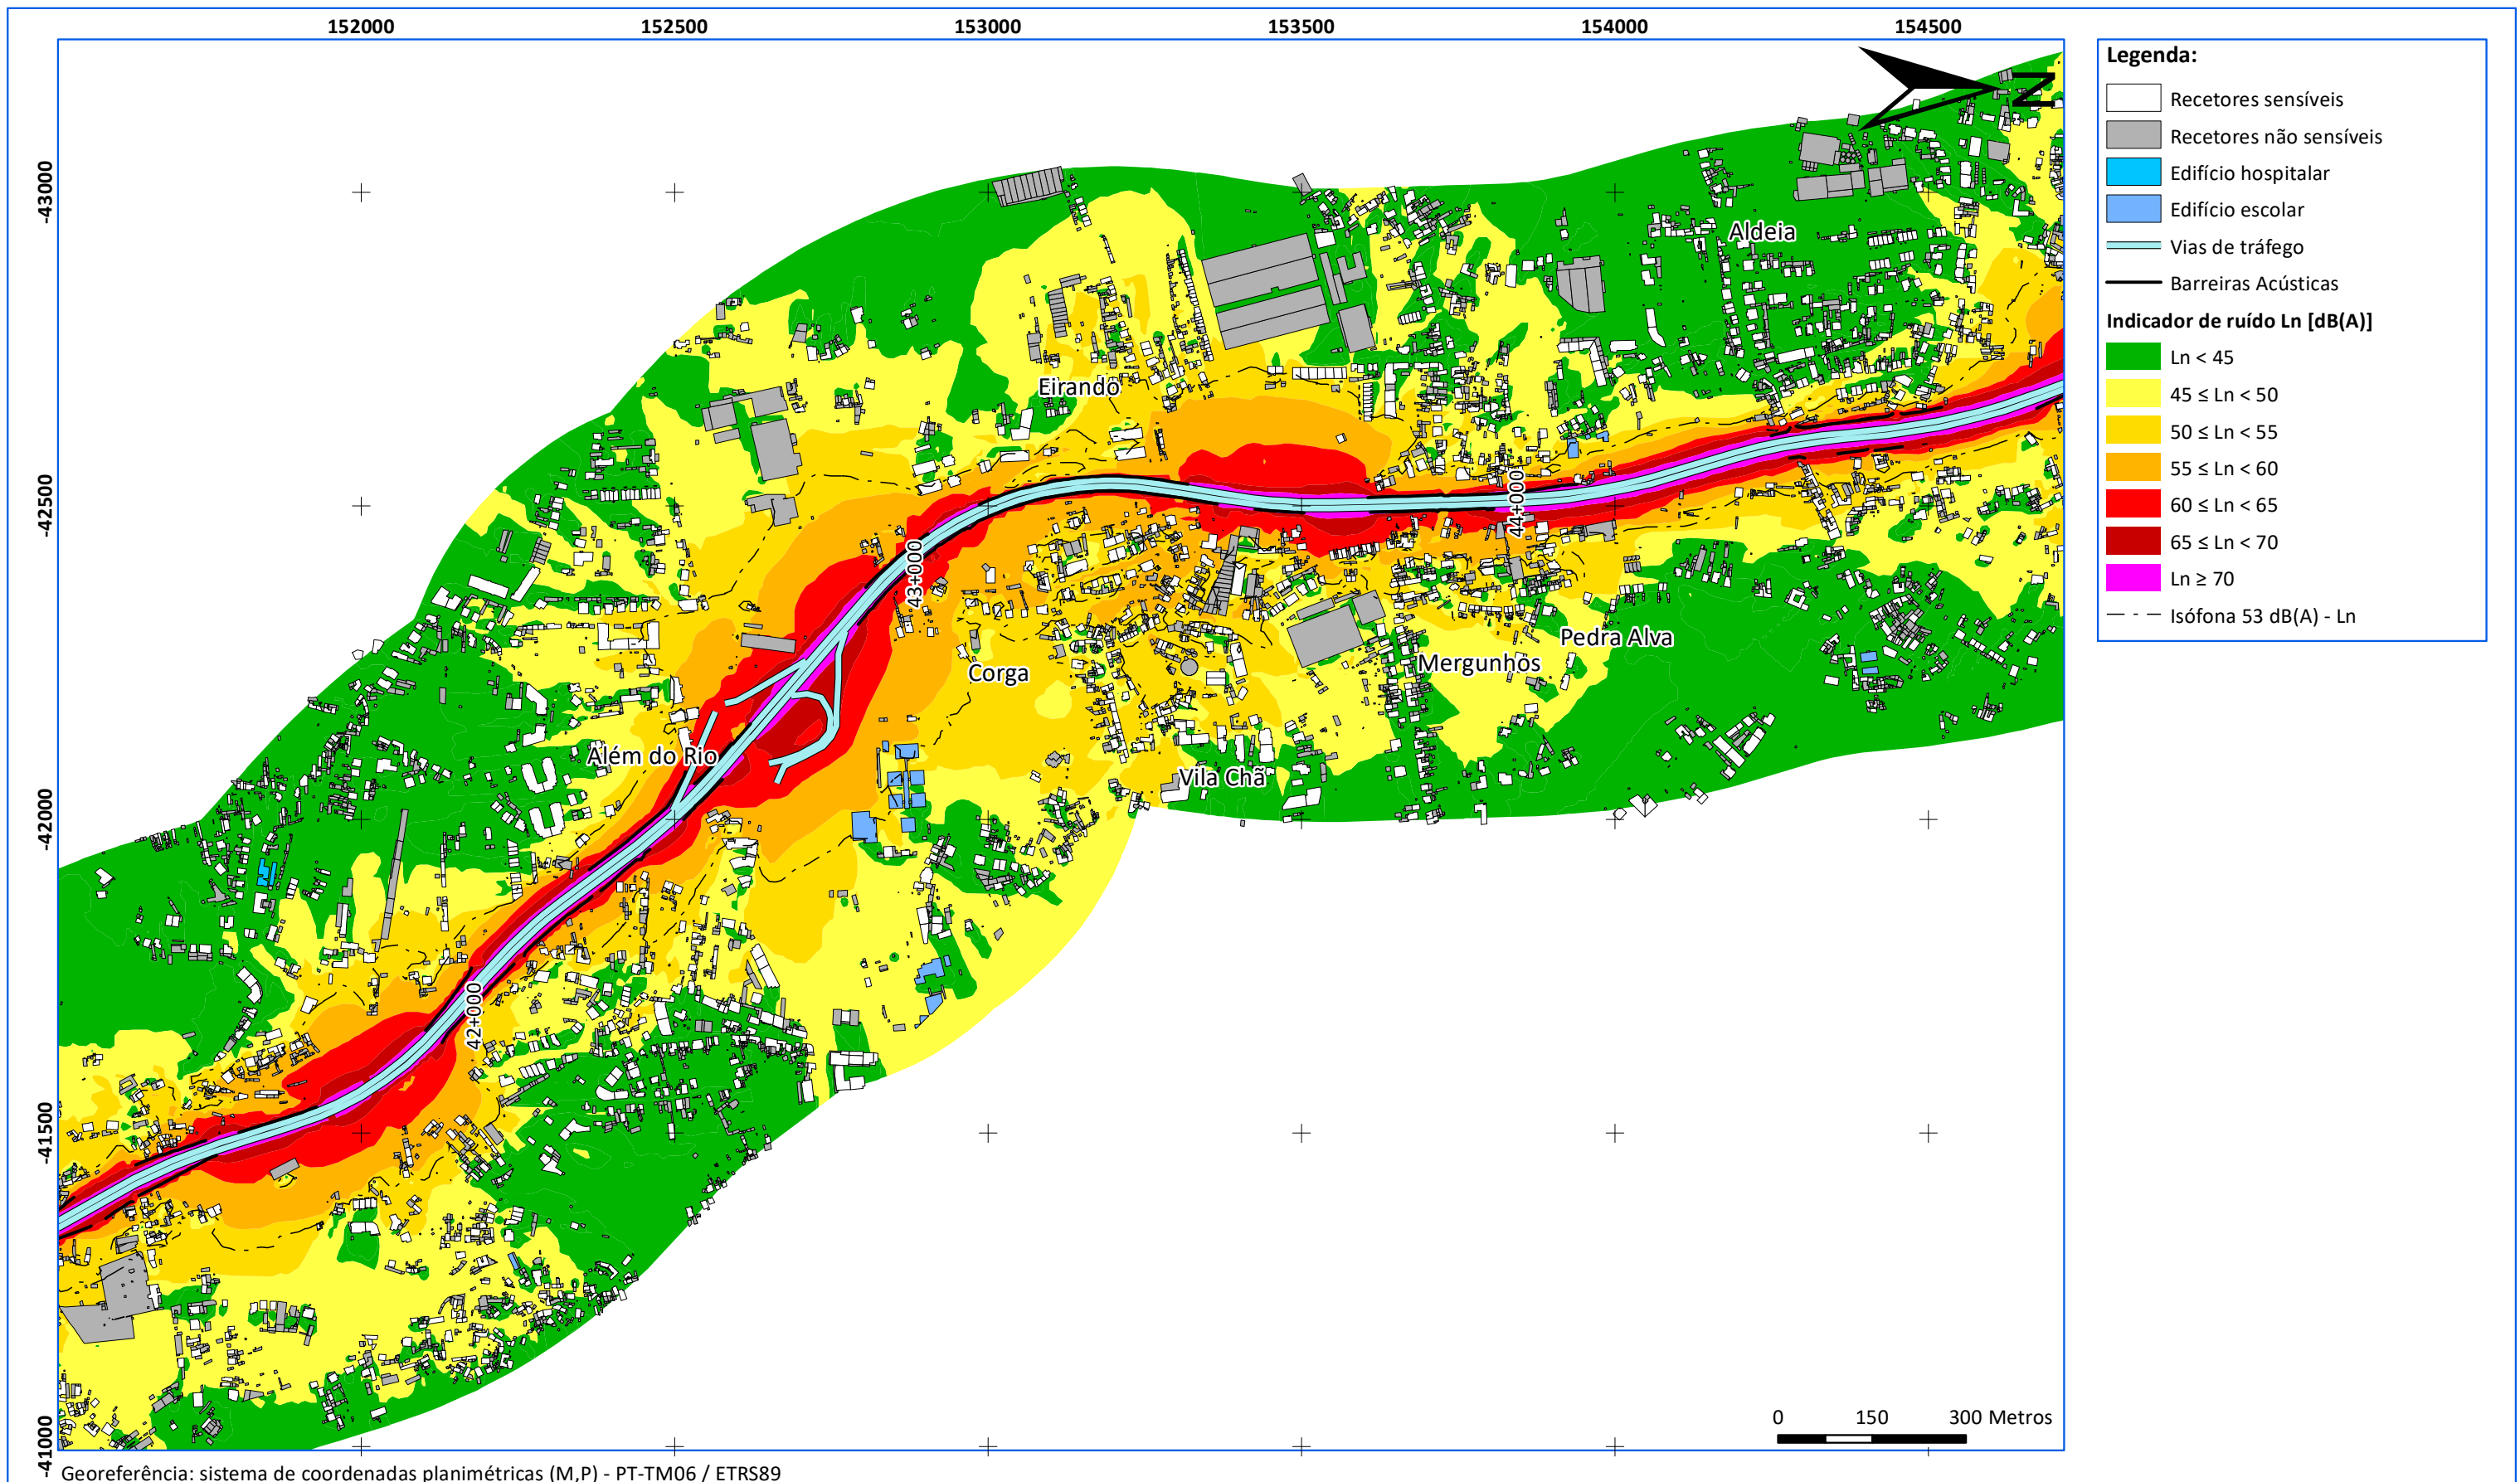 152000 152500 153000 153500 154000 154500
-43000
-42500
-42000
-41500
-41000
N
Aldeia
Eirando
44+000
43+000
Pedra Alva
Mergunhos
Corga
Além do Rio
Vila Chã
42+000
0 150 300 Metros
Georeferência: sistema de coordenadas planimétricas (M,P) - PT-TM06 / ETRS89
Legenda:
Recetores sensíveis
Recetores não sensíveis
Edifício hospitalar
Edifício escolar
Vias de tráfego
Barreiras Acústicas
Indicador de ruído Ln [dB(A)]
Ln < 45
45 ≤ Ln < 50
50 ≤ Ln < 55
55 ≤ Ln < 60
60 ≤ Ln < 65
65 ≤ Ln < 70
Ln ≥ 70
Isófona 53 dB(A) - Ln